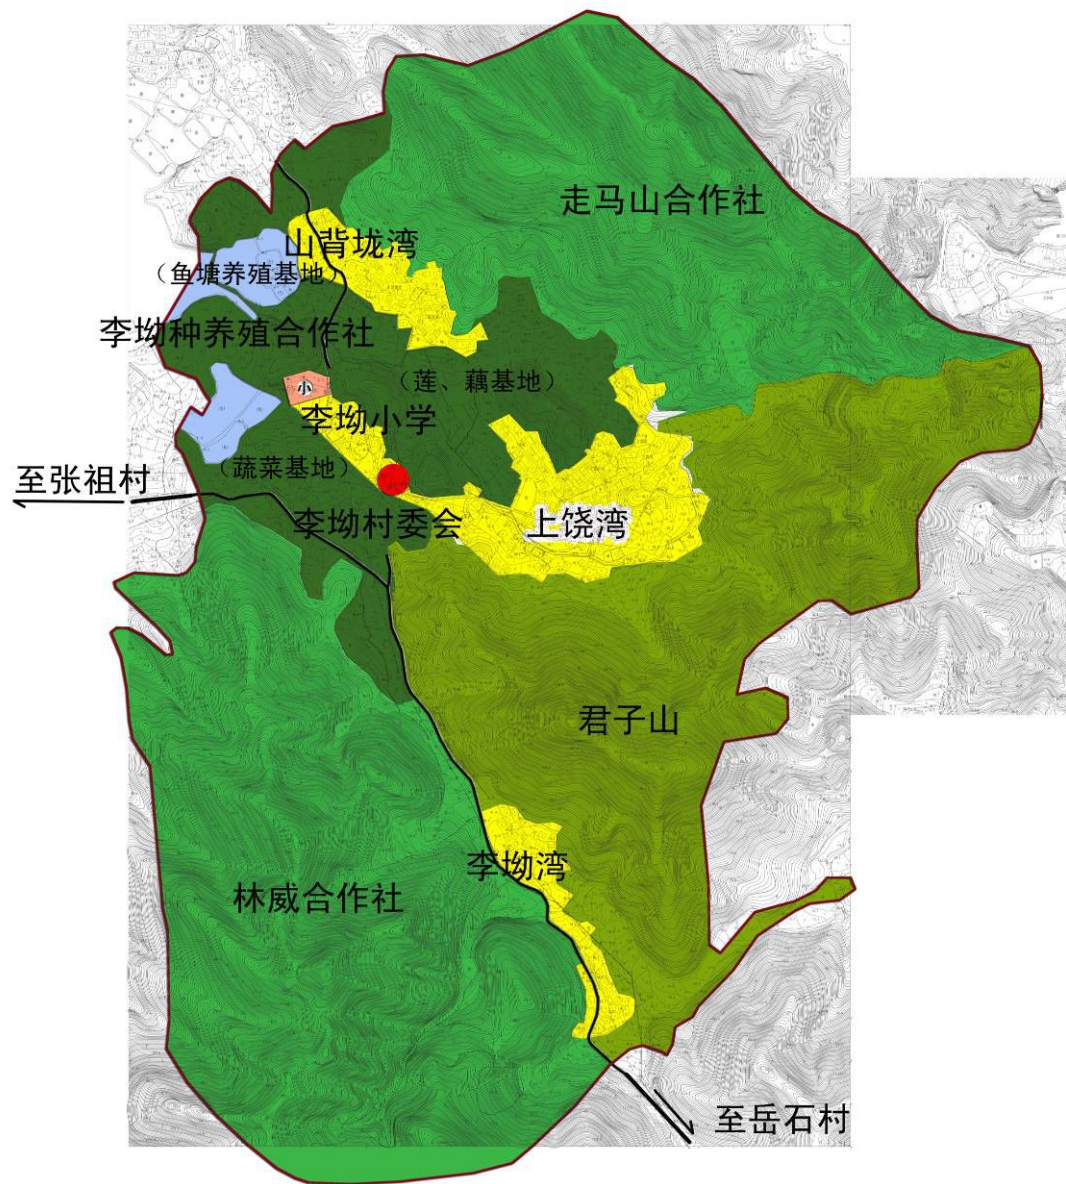 走马山合作社
山背垅湾
（鱼塘养殖基地）
李坳种养殖合作社
（莲、藕基地）
小
李坳小学
（蔬菜基地）
至张祖村
李坳村委会
上饶湾
君子山
李坳湾
林威合作社
至岳石村